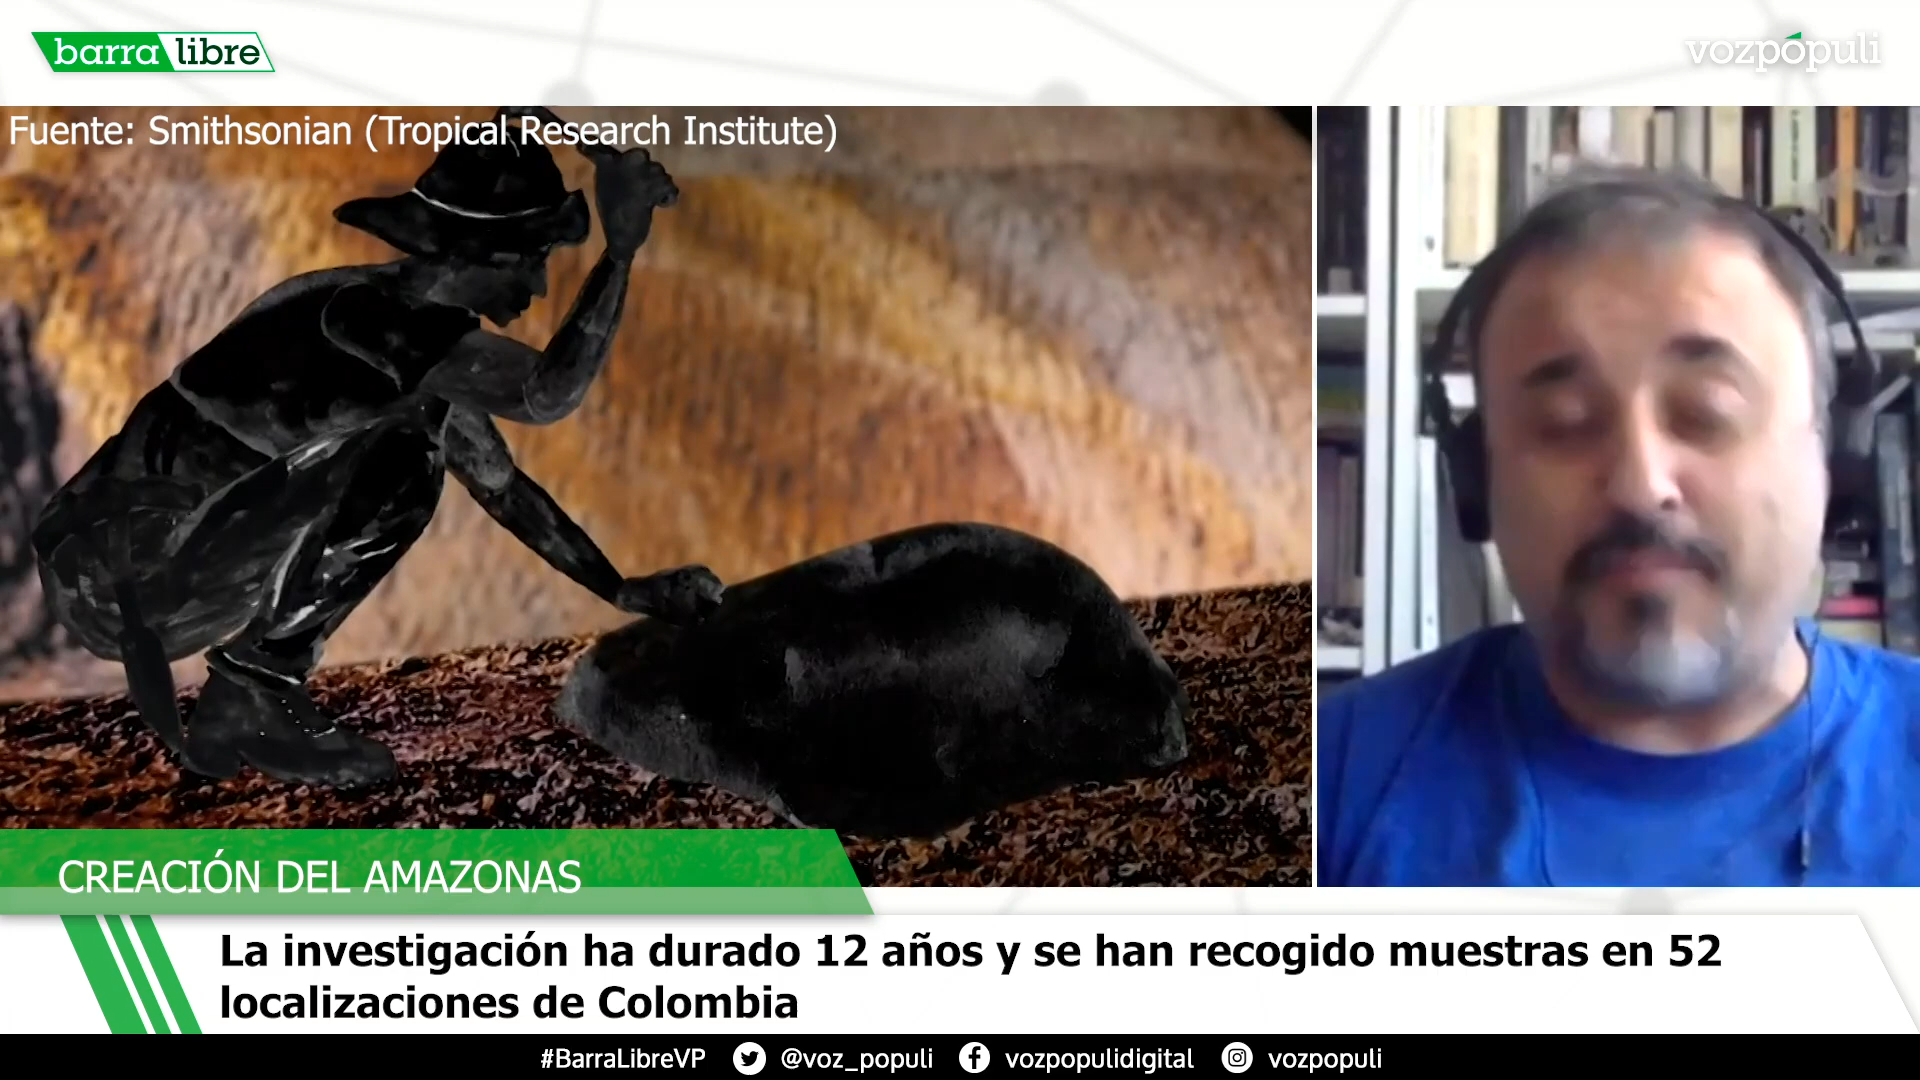 barra libre
vozpópuli
Fuente: Smithsonian (Tropical Research Institute)
CREACIÓN DEL AMAZONAS
La investigación ha durado 12 años y se han recogido muestras en 52
localizaciones de Colombia
#BarraLibreVP @voz_populi vozpopulidigital vozpopuli